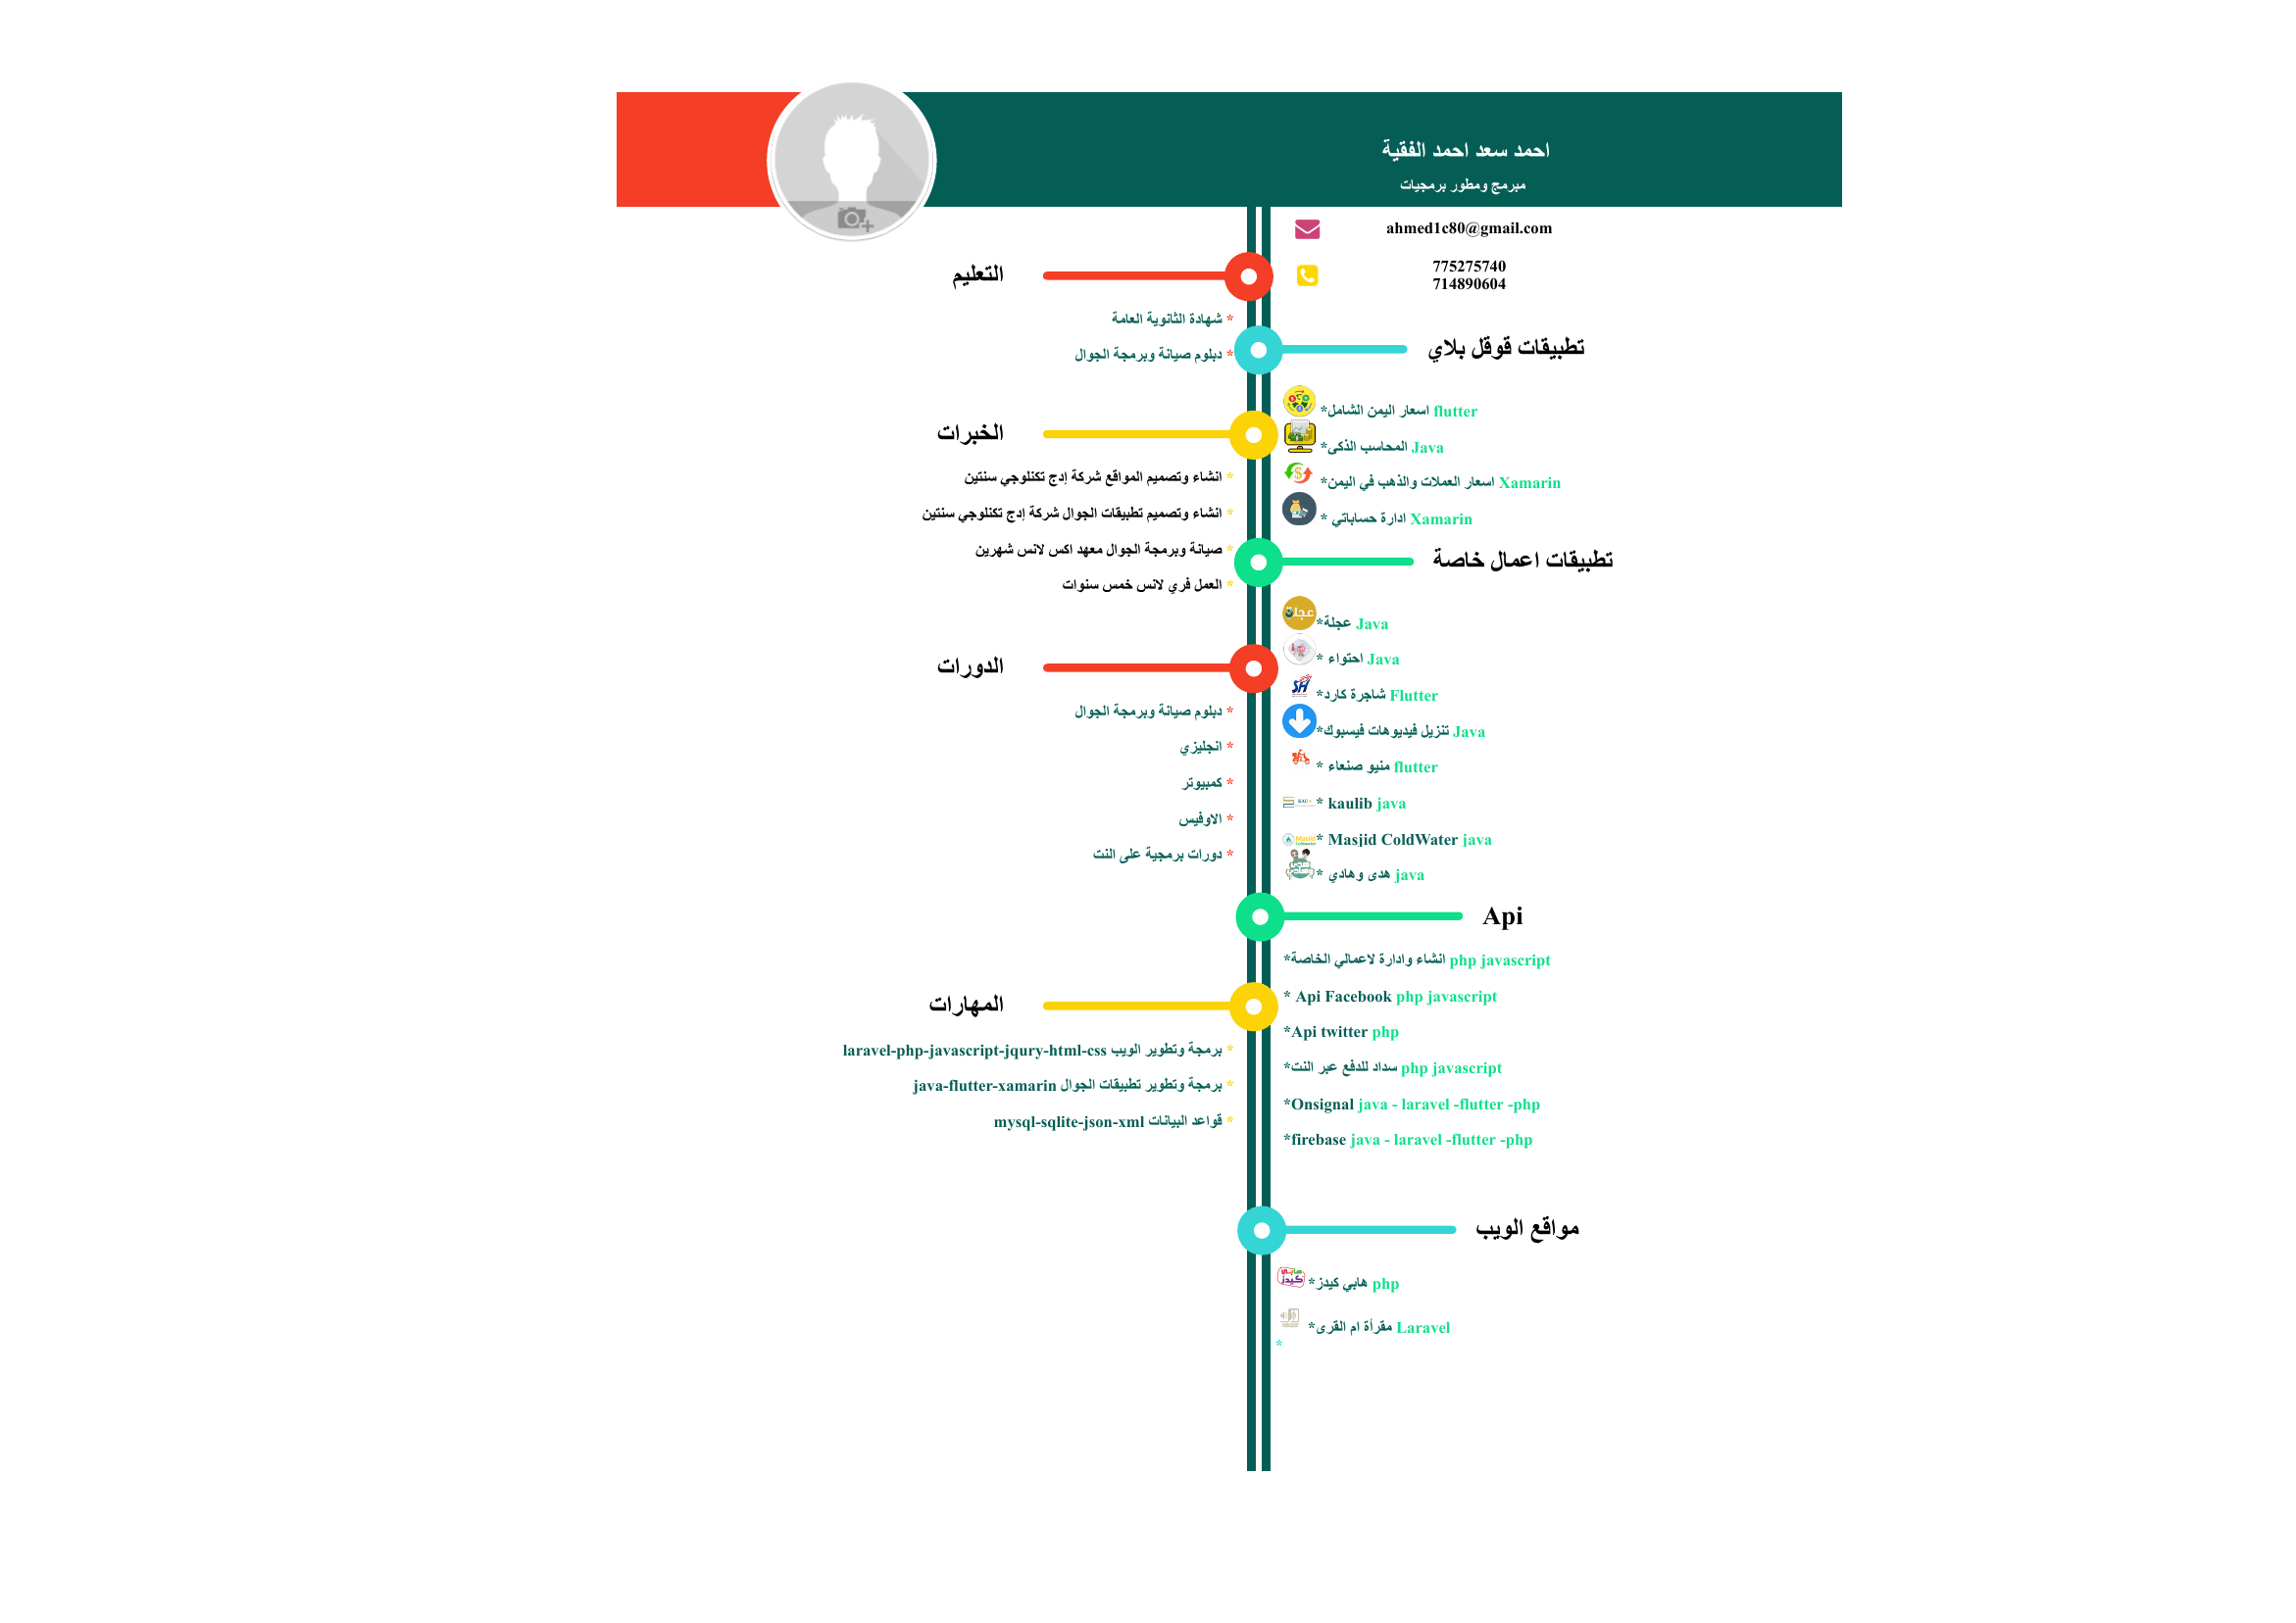 احمد سعد احمد الفقية
مبرمج ومطور برمجيات
ahmed1c80@gmail.com
775275740
714890604
التعليم
* شهادة الثانوية العامة
* دبلوم صيانة وبرمجة الجوال
الخبرات
* انشاء وتصميم المواقع شركة إدج تكنلوجي سنتين
* انشاء وتصميم تطبيقات الجوال شركة إدج تكنلوجي سنتين
* صيانة وبرمجة الجوال معهد اكس لانس شهرين
* العمل فري لانس خمس سنوات
الدورات
* دبلوم صيانة وبرمجة الجوال
* انجليزي
* كمبيوتر
* الاوفيس
* دورات برمجية على النت
المهارات
* برمجة وتطوير الويب laravel-php-javascript-jqury-html-css
* برمجة وتطوير تطبيقات الجوال java-flutter-xamarin
* قواعد البيانات mysql-sqlite-json-xml
تطبيقات قوقل بلاي
*اسعار اليمن الشامل flutter
*المحاسب الذكى Java
*اسعار العملات والذهب في اليمن Xamarin
* ادارة حساباتي Xamarin
تطبيقات اعمال خاصة
عجلة
*عجلة Java
* احتواء Java
SH
*شاجرة كارد Flutter
*تنزيل فيديوهات فيسبوك Java
* منيو صنعاء flutter
* kaulib java
Masjid
* Masjid ColdWater java
* هدى وهادي java
Api
*انشاء وادارة لاعمالي الخاصة php javascript
* Api Facebook php javascript
*Api twitter php
*سداد للدفع عبر النت php javascript
*Onsignal java - laravel -flutter -php
*firebase java - laravel -flutter -php
مواقع الويب
هابي كيدز
*هابي كيدز php
*مقرأة ام القرى Laravel
*